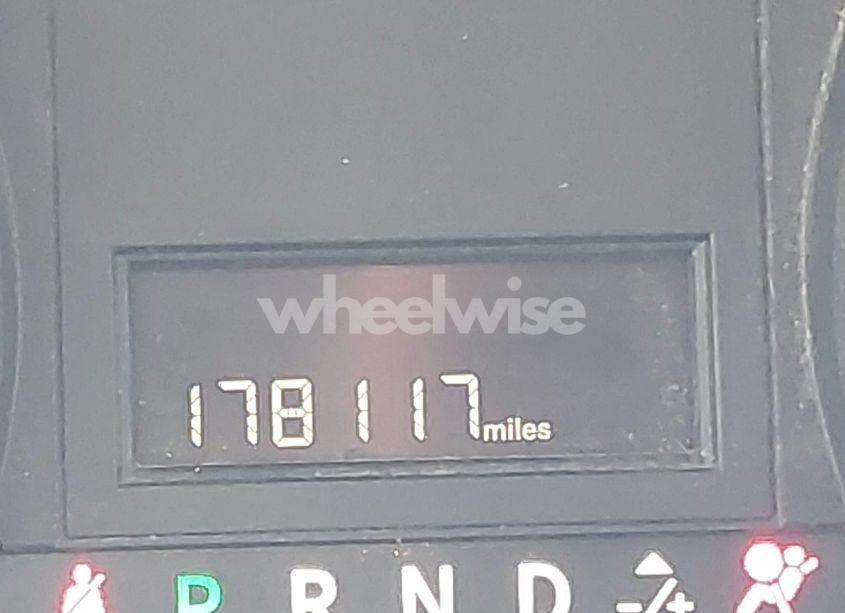 wheelwise
178117 miles
P R N D -/+